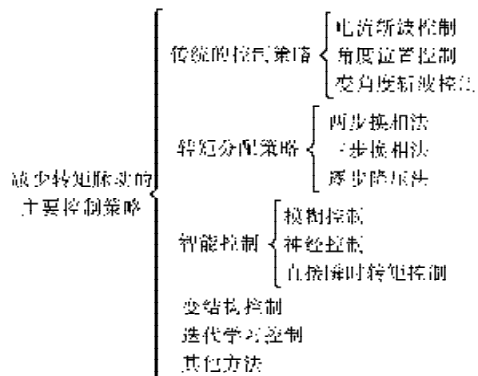 减少转矩脉动的
主要控制策略
传统的控制策略
电流斩波控制
角度位置控制
变角度斩波控制
转矩分配策略
两步换相法
三步换相法
逐步降压法
智能控制
模糊控制
神经控制
直接瞬时转矩控制
变结构控制
迭代学习控制
其他方法